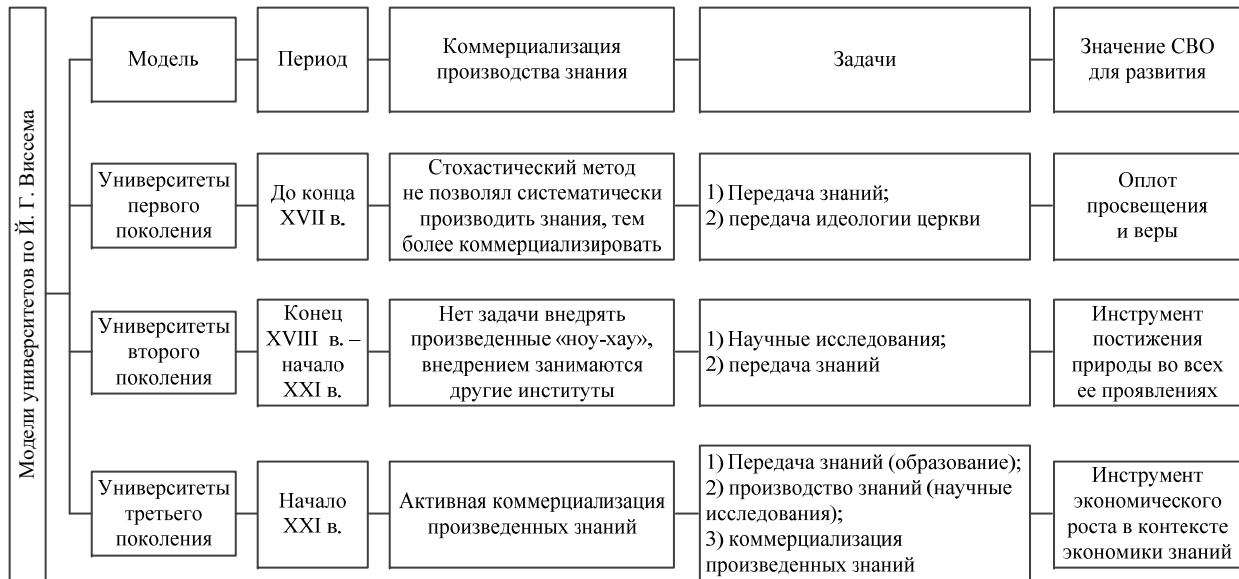 Модели университетов по Й. Г. Виссема
Модель
Период
Коммерциализация
производства знания
Задачи
Значение СВО
для развития
Университеты
первого
поколения
До конца
XVII в.
Стохастический метод
не позволял систематически
производить знания, тем
более коммерциализировать
1) Передача знаний;
2) передача идеологии церкви
Оплот
просвещения
и веры
Университеты
второго
поколения
Конец
XVIII в. –
начало
XXI в.
Нет задачи внедрять
произведенные «ноу-хау»,
внедрением занимаются
другие институты
1) Научные исследования;
2) передача знаний
Инструмент
постижения
природы во всех
ее проявлениях
Университеты
третьего
поколения
Начало
XXI в.
Активная коммерциализация
произведенных знаний
1) Передача знаний (образование);
2) производство знаний (научные
исследования);
3) коммерциализация
произведенных знаний
Инструмент
экономического
роста в контексте
экономики знаний